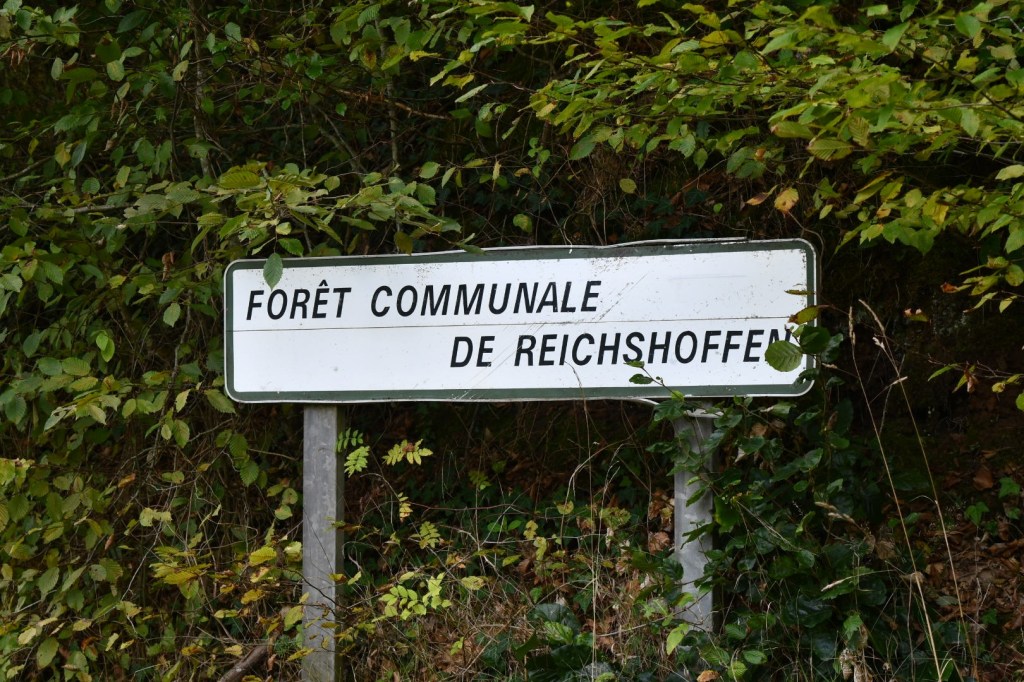 FORÊT COMMUNALE
DE REICHSHOFFEN